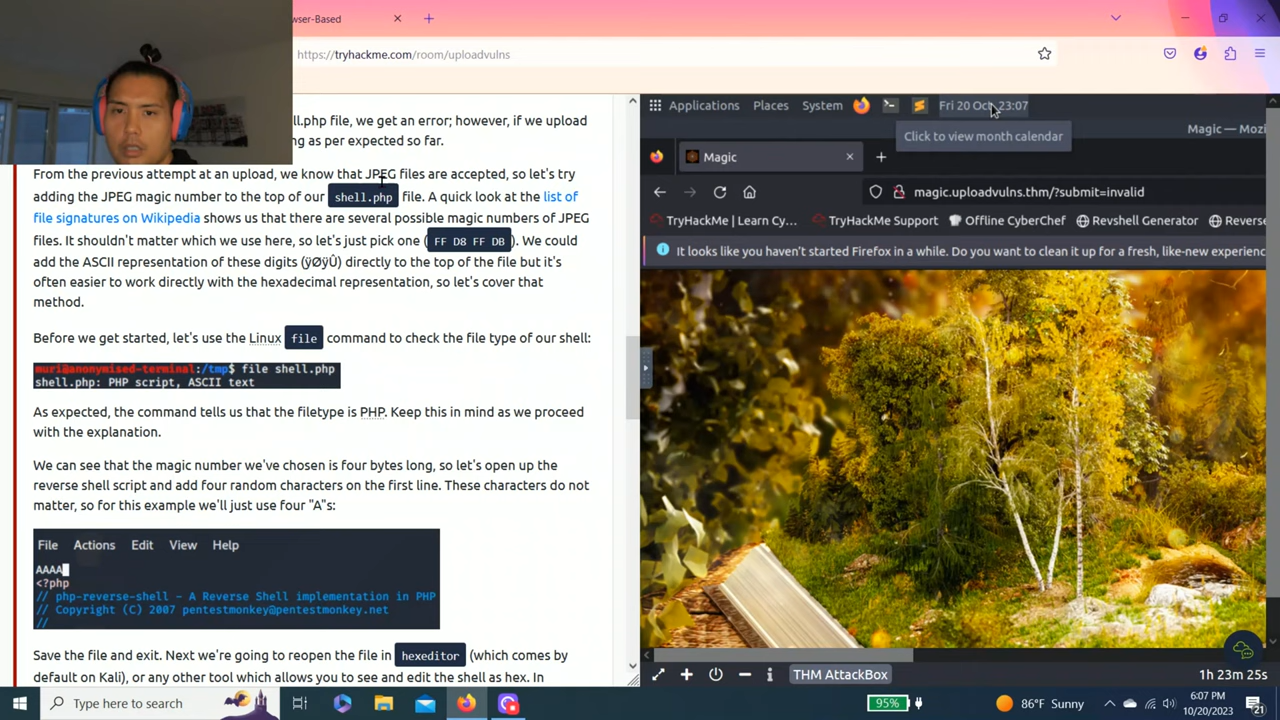 wser-Based
https://tryhackme.com/room/uploadvulns
ll.php file, we get an error; however, if we upload
ng as per expected so far.
From the previous attempt at an upload, we know that JPEG files are accepted, so let's try
adding the JPEG magic number to the top of our shell.php file. A quick look at the list of
file signatures on Wikipedia shows us that there are several possible magic numbers of JPEG
files. It shouldn't matter which we use here, so let's just pick one (FF D8 FF DB). We could
add the ASCII representation of these digits (ÿØÿÛ) directly to the top of the file but it's
often easier to work directly with the hexadecimal representation, so let's cover that
method.
Before we get started, let's use the Linux file command to check the file type of our shell:
muri@anonymised-terminal:/tmp$ file shell.php
shell.php: PHP script, ASCII text
As expected, the command tells us that the filetype is PHP. Keep this in mind as we proceed
with the explanation.
We can see that the magic number we've chosen is four bytes long, so let's open up the
reverse shell script and add four random characters on the first line. These characters do not
matter, so for this example we'll just use four "A"s:
File Actions Edit View Help
AAAA
<?php
// php-reverse-shell - A Reverse Shell implementation in PHP
// Copyright (C) 2007 pentestmonkey@pentestmonkey.net
//
Save the file and exit. Next we're going to reopen the file in hexeditor (which comes by
default on Kali), or any other tool which allows you to see and edit the shell as hex. In
Applications Places System Fri 20 Oct, 23:07
Click to view month calendar
Magic — Mozi
Magic
magic.uploadvulns.thm/?submit=invalid
TryHackMe | Learn Cy... TryHackMe Support Offline CyberChef RevShell Generator Reverse
It looks like you haven't started Firefox in a while. Do you want to clean it up for a fresh, like-new experienc
THM AttackBox
1h 23m 25s
Type here to search
95%
86°F Sunny
6:07 PM
10/20/2023
21